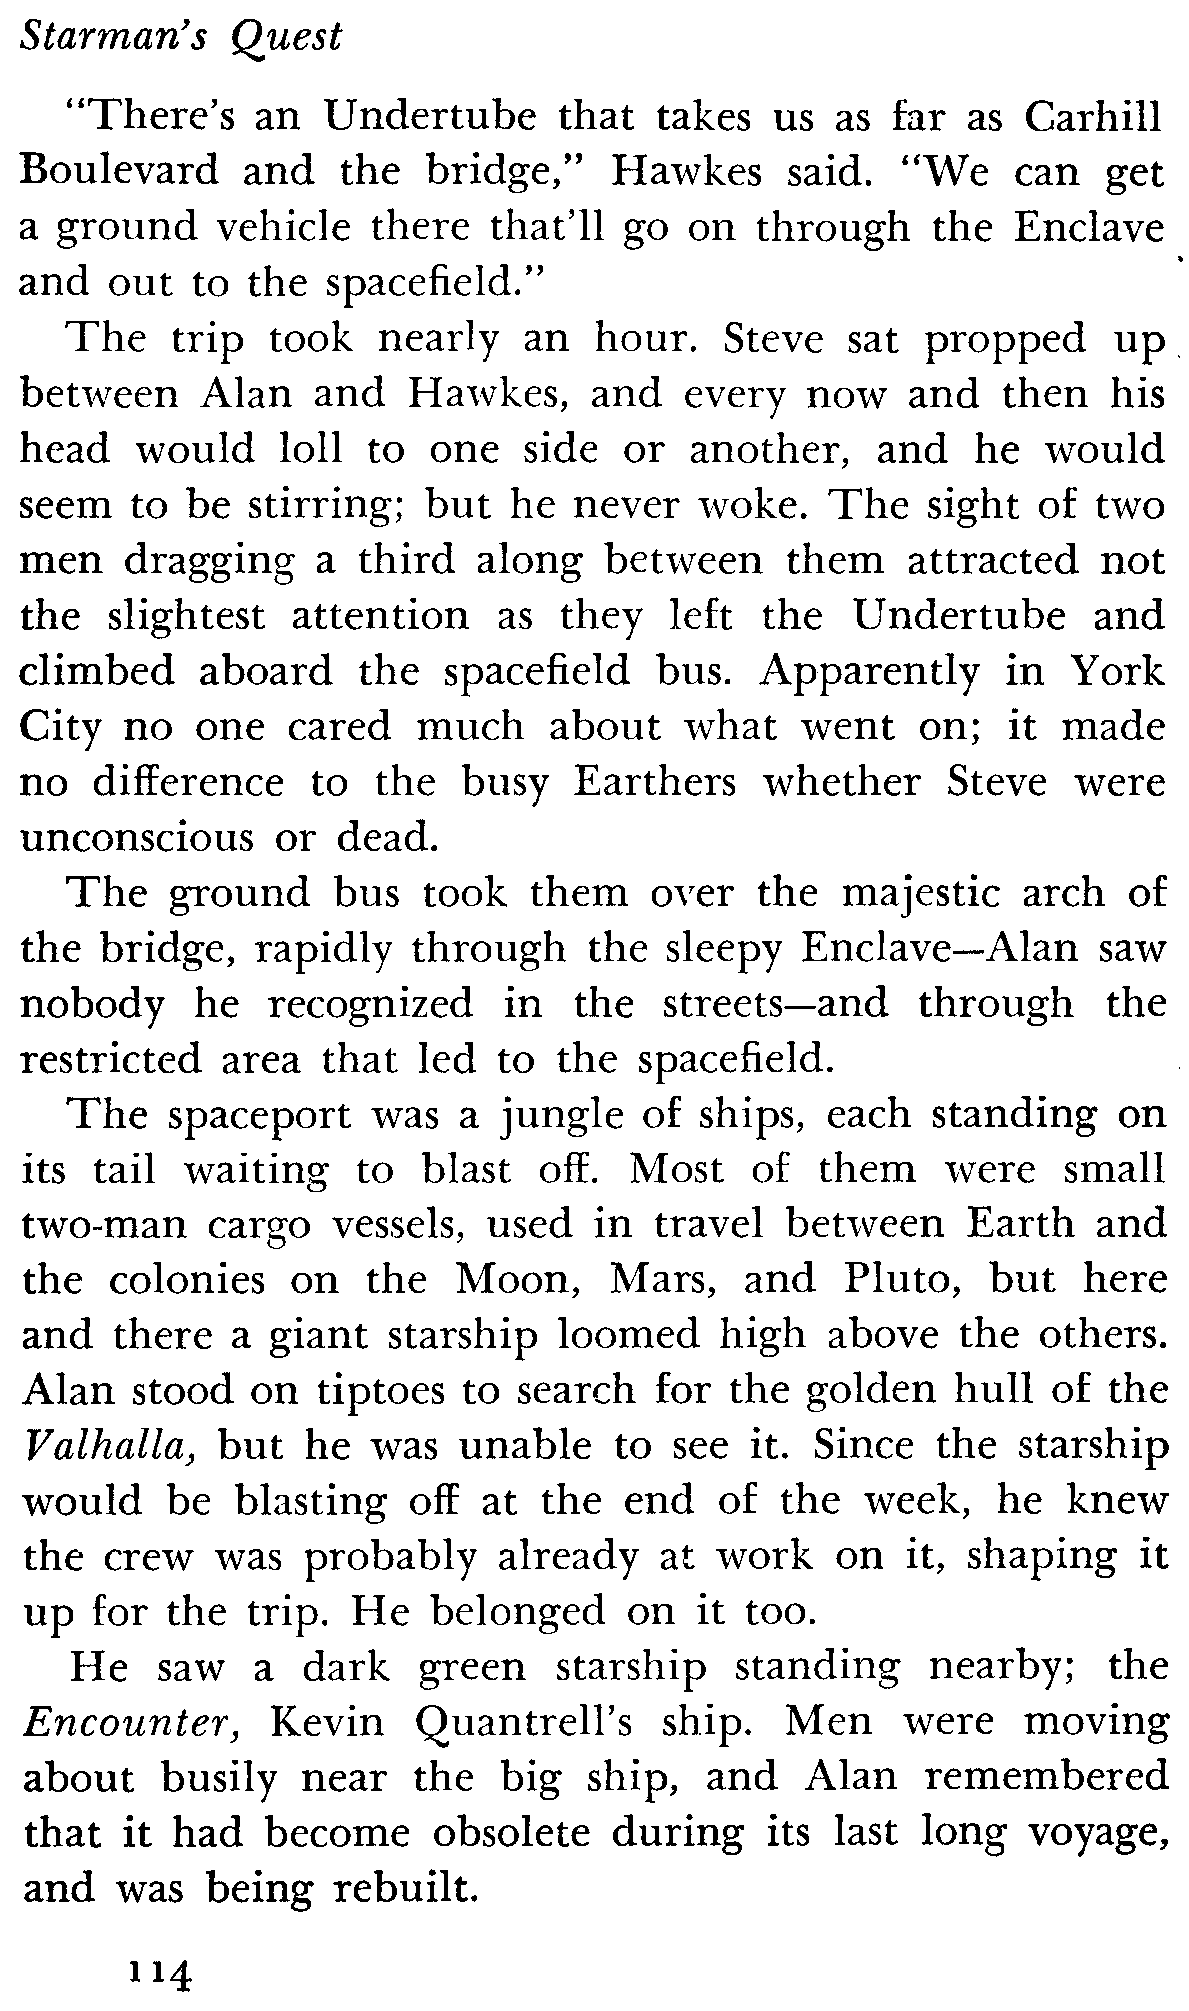 Starman's Quest
“There's an Undertube that takes us as far as Carhill
Boulevard and the bridge,” Hawkes said. “We can get
a ground vehicle there that'll go on through the Enclave
and out to the spacefield.”
The trip took nearly an hour. Steve sat propped up
between Alan and Hawkes, and every now and then his
head would loll to one side or another, and he would
seem to be stirring; but he never woke. The sight of two
men dragging a third along between them attracted not
the slightest attention as they left the Undertube and
climbed aboard the spacefield bus. Apparently in York
City no one cared much about what went on; it made
no difference to the busy Earthers whether Steve were
unconscious or dead.
The ground bus took them over the majestic arch of
the bridge, rapidly through the sleepy Enclave—Alan saw
nobody he recognized in the streets—and through the
restricted area that led to the spacefield.
The spaceport was a jungle of ships, each standing on
its tail waiting to blast off. Most of them were small
two-man cargo vessels, used in travel between Earth and
the colonies on the Moon, Mars, and Pluto, but here
and there a giant starship loomed high above the others.
Alan stood on tiptoes to search for the golden hull of the
Valhalla, but he was unable to see it. Since the starship
would be blasting off at the end of the week, he knew
the crew was probably already at work on it, shaping it
up for the trip. He belonged on it too.
He saw a dark green starship standing nearby; the
Encounter, Kevin Quantrell's ship. Men were moving
about busily near the big ship, and Alan remembered
that it had become obsolete during its last long voyage,
and was being rebuilt.
114